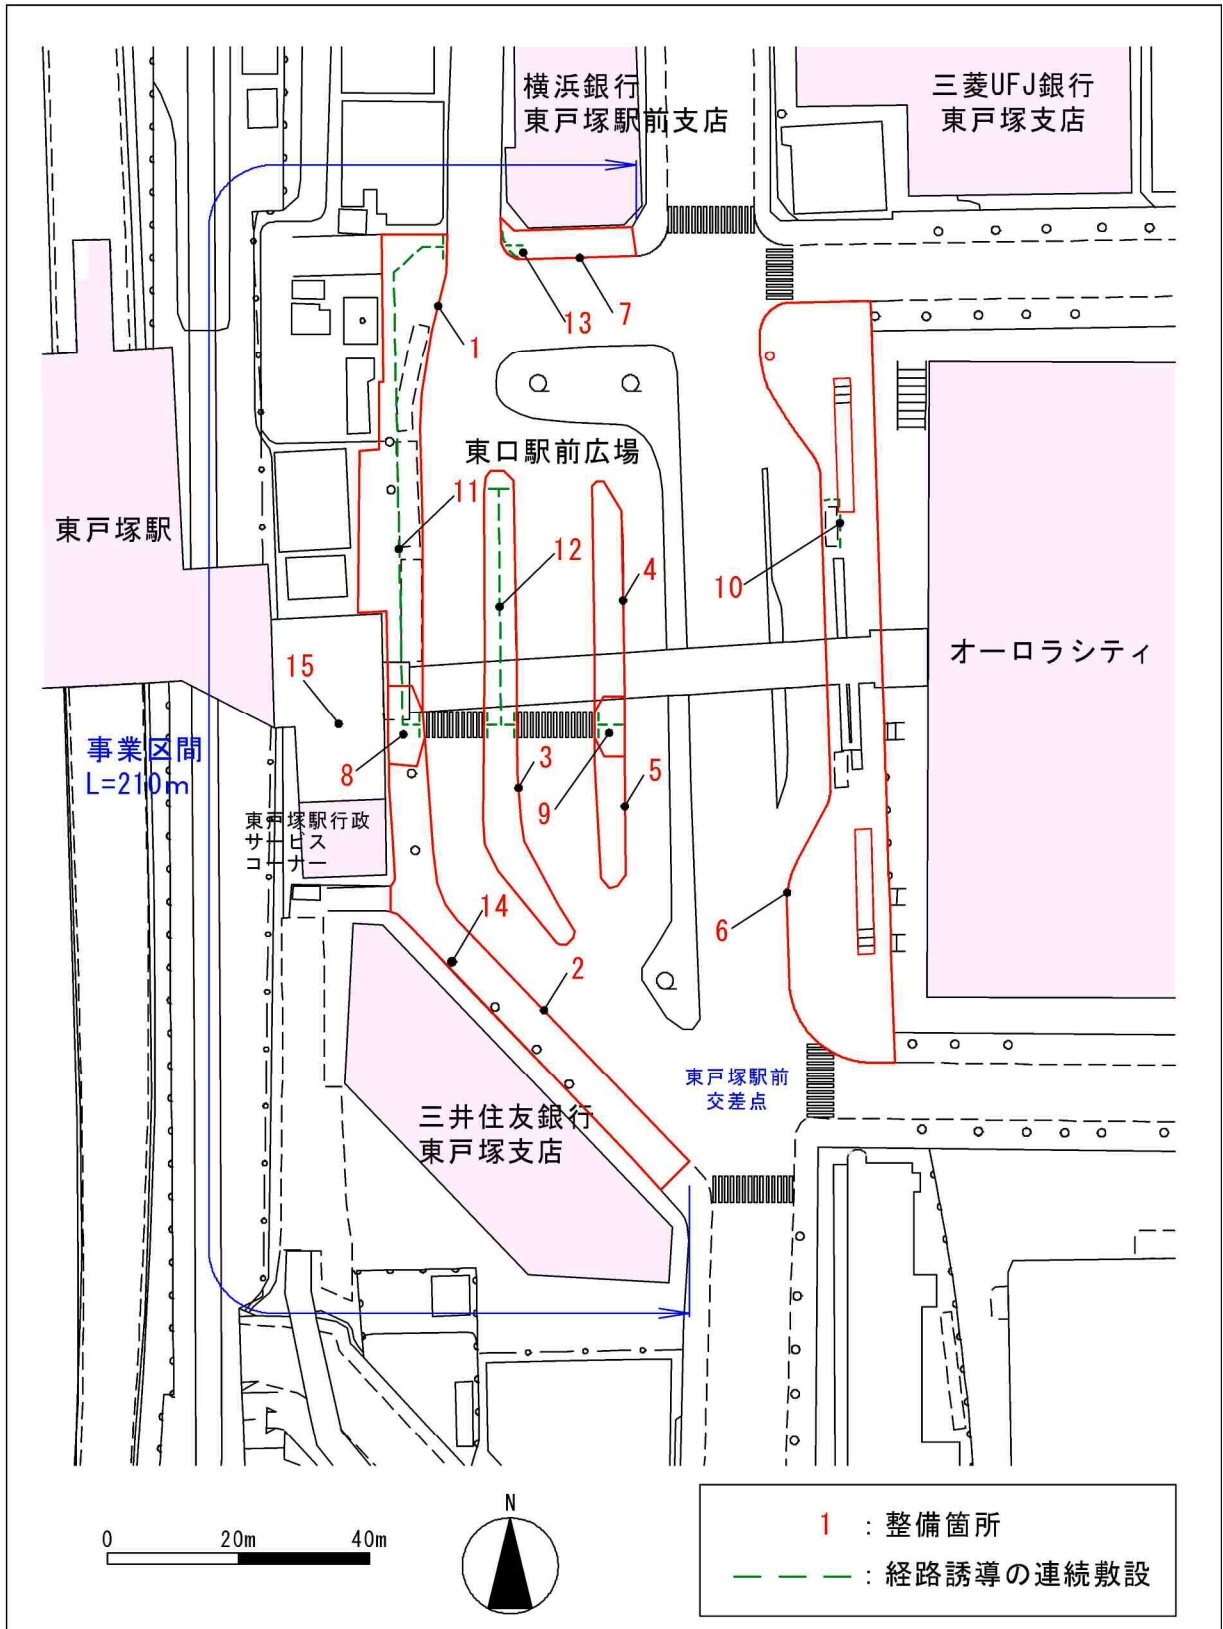 横浜銀行
東戸塚駅前支店
三菱UFJ銀行
東戸塚支店
13
7
1
東口駅前広場
11
東戸塚駅
12
4
10
オーロラシティ
15
事業区間
L=210m
8
3
9
5
東戸塚駅行政
サービス
コーナー
14
6
2
東戸塚駅前
交差点
三井住友銀行
東戸塚支店
N
0
20m
40m
1 : 整備箇所
: 経路誘導の連続敷設